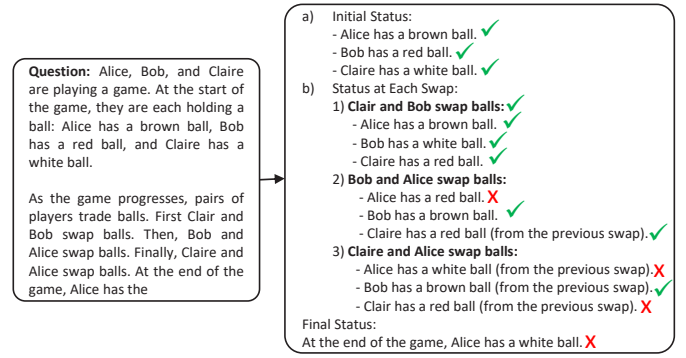 Question: Alice, Bob, and Claire
are playing a game. At the start of
the game, they are each holding a
ball: Alice has a brown ball, Bob
has a red ball, and Claire has a
white ball.
As the game progresses, pairs of
players trade balls. First Clair and
Bob swap balls. Then, Bob and
Alice swap balls. Finally, Claire and
Alice swap balls. At the end of the
game, Alice has the
a) Initial Status:
- Alice has a brown ball.
- Bob has a red ball.
- Claire has a white ball.
b) Status at Each Swap:
1) Clair and Bob swap balls:
- Alice has a brown ball.
- Bob has a white ball.
- Claire has a red ball.
2) Bob and Alice swap balls:
- Alice has a red ball. X
- Bob has a brown ball.
- Claire has a red ball (from the previous swap).
3) Claire and Alice swap balls:
- Alice has a white ball (from the previous swap). X
- Bob has a brown ball (from the previous swap).
- Clair has a red ball (from the previous swap). X
Final Status:
At the end of the game, Alice has a white ball. X